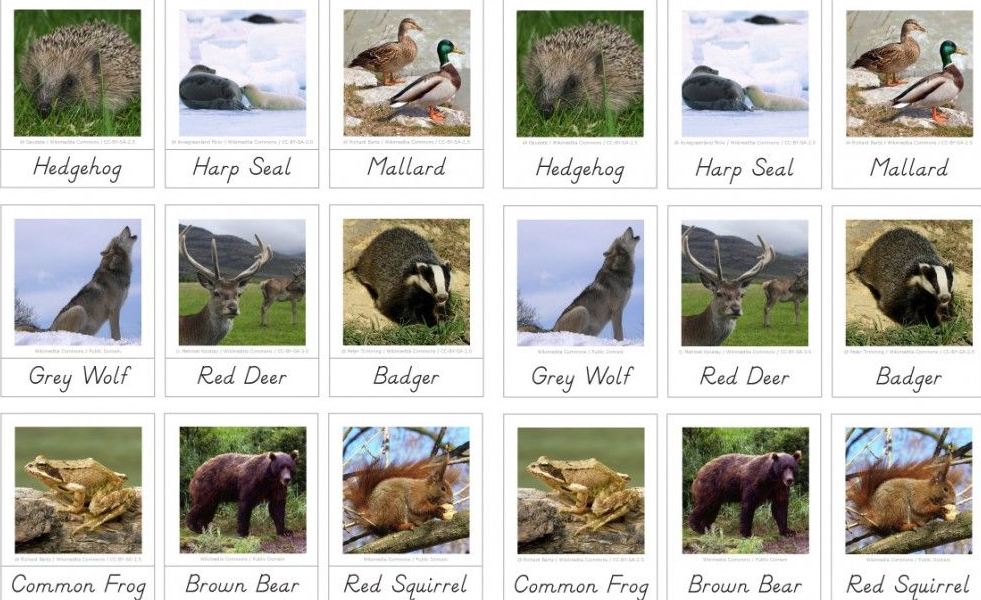 Hedgehog Harp Seal Mallard Hedgehog Harp Seal Mallard
Wikimedia Commons / Public Domain Wikimedia Commons / Public Domain
Grey Wolf Red Deer Badger Grey Wolf Red Deer Badger
Wikimedia Commons / Public Domain Wikimedia Commons / Public Domain Wikimedia Commons / Public Domain Wikimedia Commons / Public Domain
Common Frog Brown Bear Red Squirrel Common Frog Brown Bear Red Squirrel